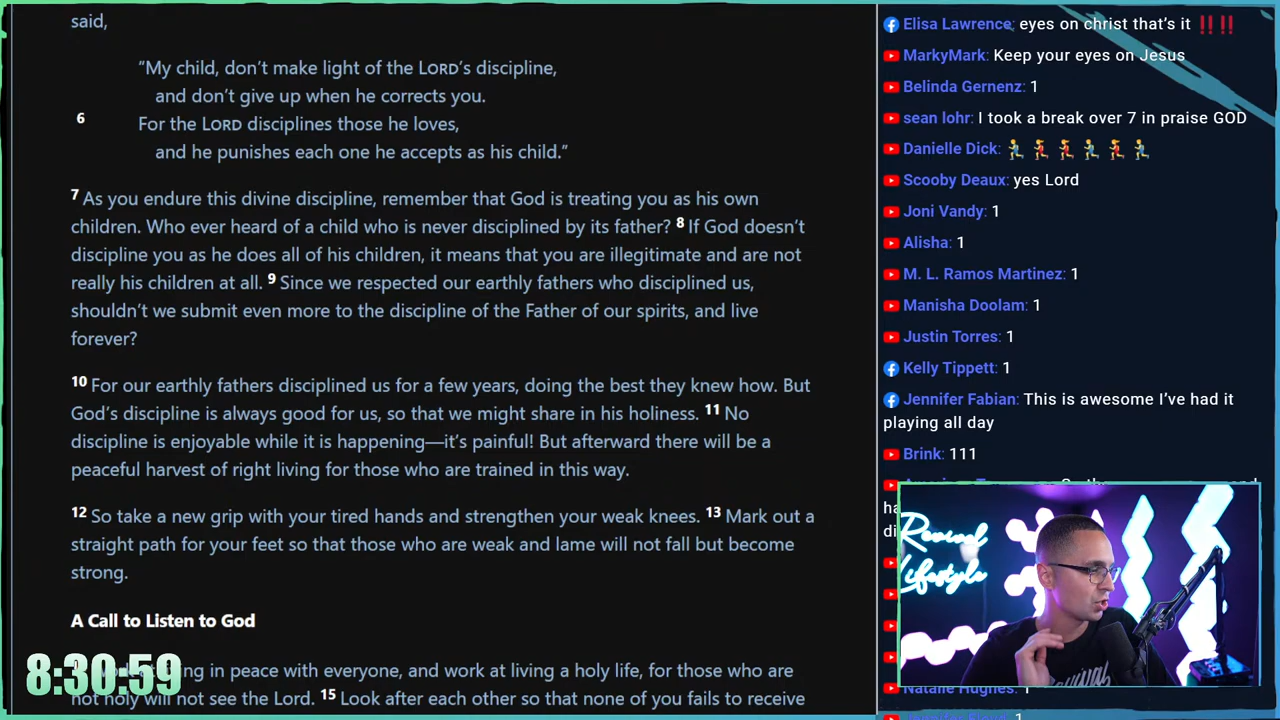 said,
"My child, don't make light of the LORD's discipline,
and don't give up when he corrects you.
6 For the LORD disciplines those he loves,
and he punishes each one he accepts as his child."
7 As you endure this divine discipline, remember that God is treating you as his own
children. Who ever heard of a child who is never disciplined by its father? 8 If God doesn't
discipline you as he does all of his children, it means that you are illegitimate and are not
really his children at all. 9 Since we respected our earthly fathers who disciplined us,
shouldn't we submit even more to the discipline of the Father of our spirits, and live
forever?
10 For our earthly fathers disciplined us for a few years, doing the best they knew how. But
God's discipline is always good for us, so that we might share in his holiness. 11 No
discipline is enjoyable while it is happening—it's painful! But afterward there will be a
peaceful harvest of right living for those who are trained in this way.
12 So take a new grip with your tired hands and strengthen your weak knees. 13 Mark out a
straight path for your feet so that those who are weak and lame will not fall but become
strong.
A Call to Listen to God
in peace with everyone, and work at living a holy life, for those who are
not holy will not see the Lord. 15 Look after each other so that none of you fails to receive
8:30:59
Elisa Lawrence: eyes on christ that's it ‼️‼️
MarkyMark: Keep your eyes on Jesus
Belinda Gernenz: 1
sean lohr: I took a break over 7 in praise GOD
Danielle Dick:
Scooby Deaux: yes Lord
Joni Vandy: 1
Alisha: 1
M. L. Ramos Martinez: 1
Manisha Doolam: 1
Justin Torres: 1
Kelly Tippett: 1
Jennifer Fabian: This is awesome I've had it
playing all day
Brink: 111
Revival
Lifestyle
Natalie Hughes: 1